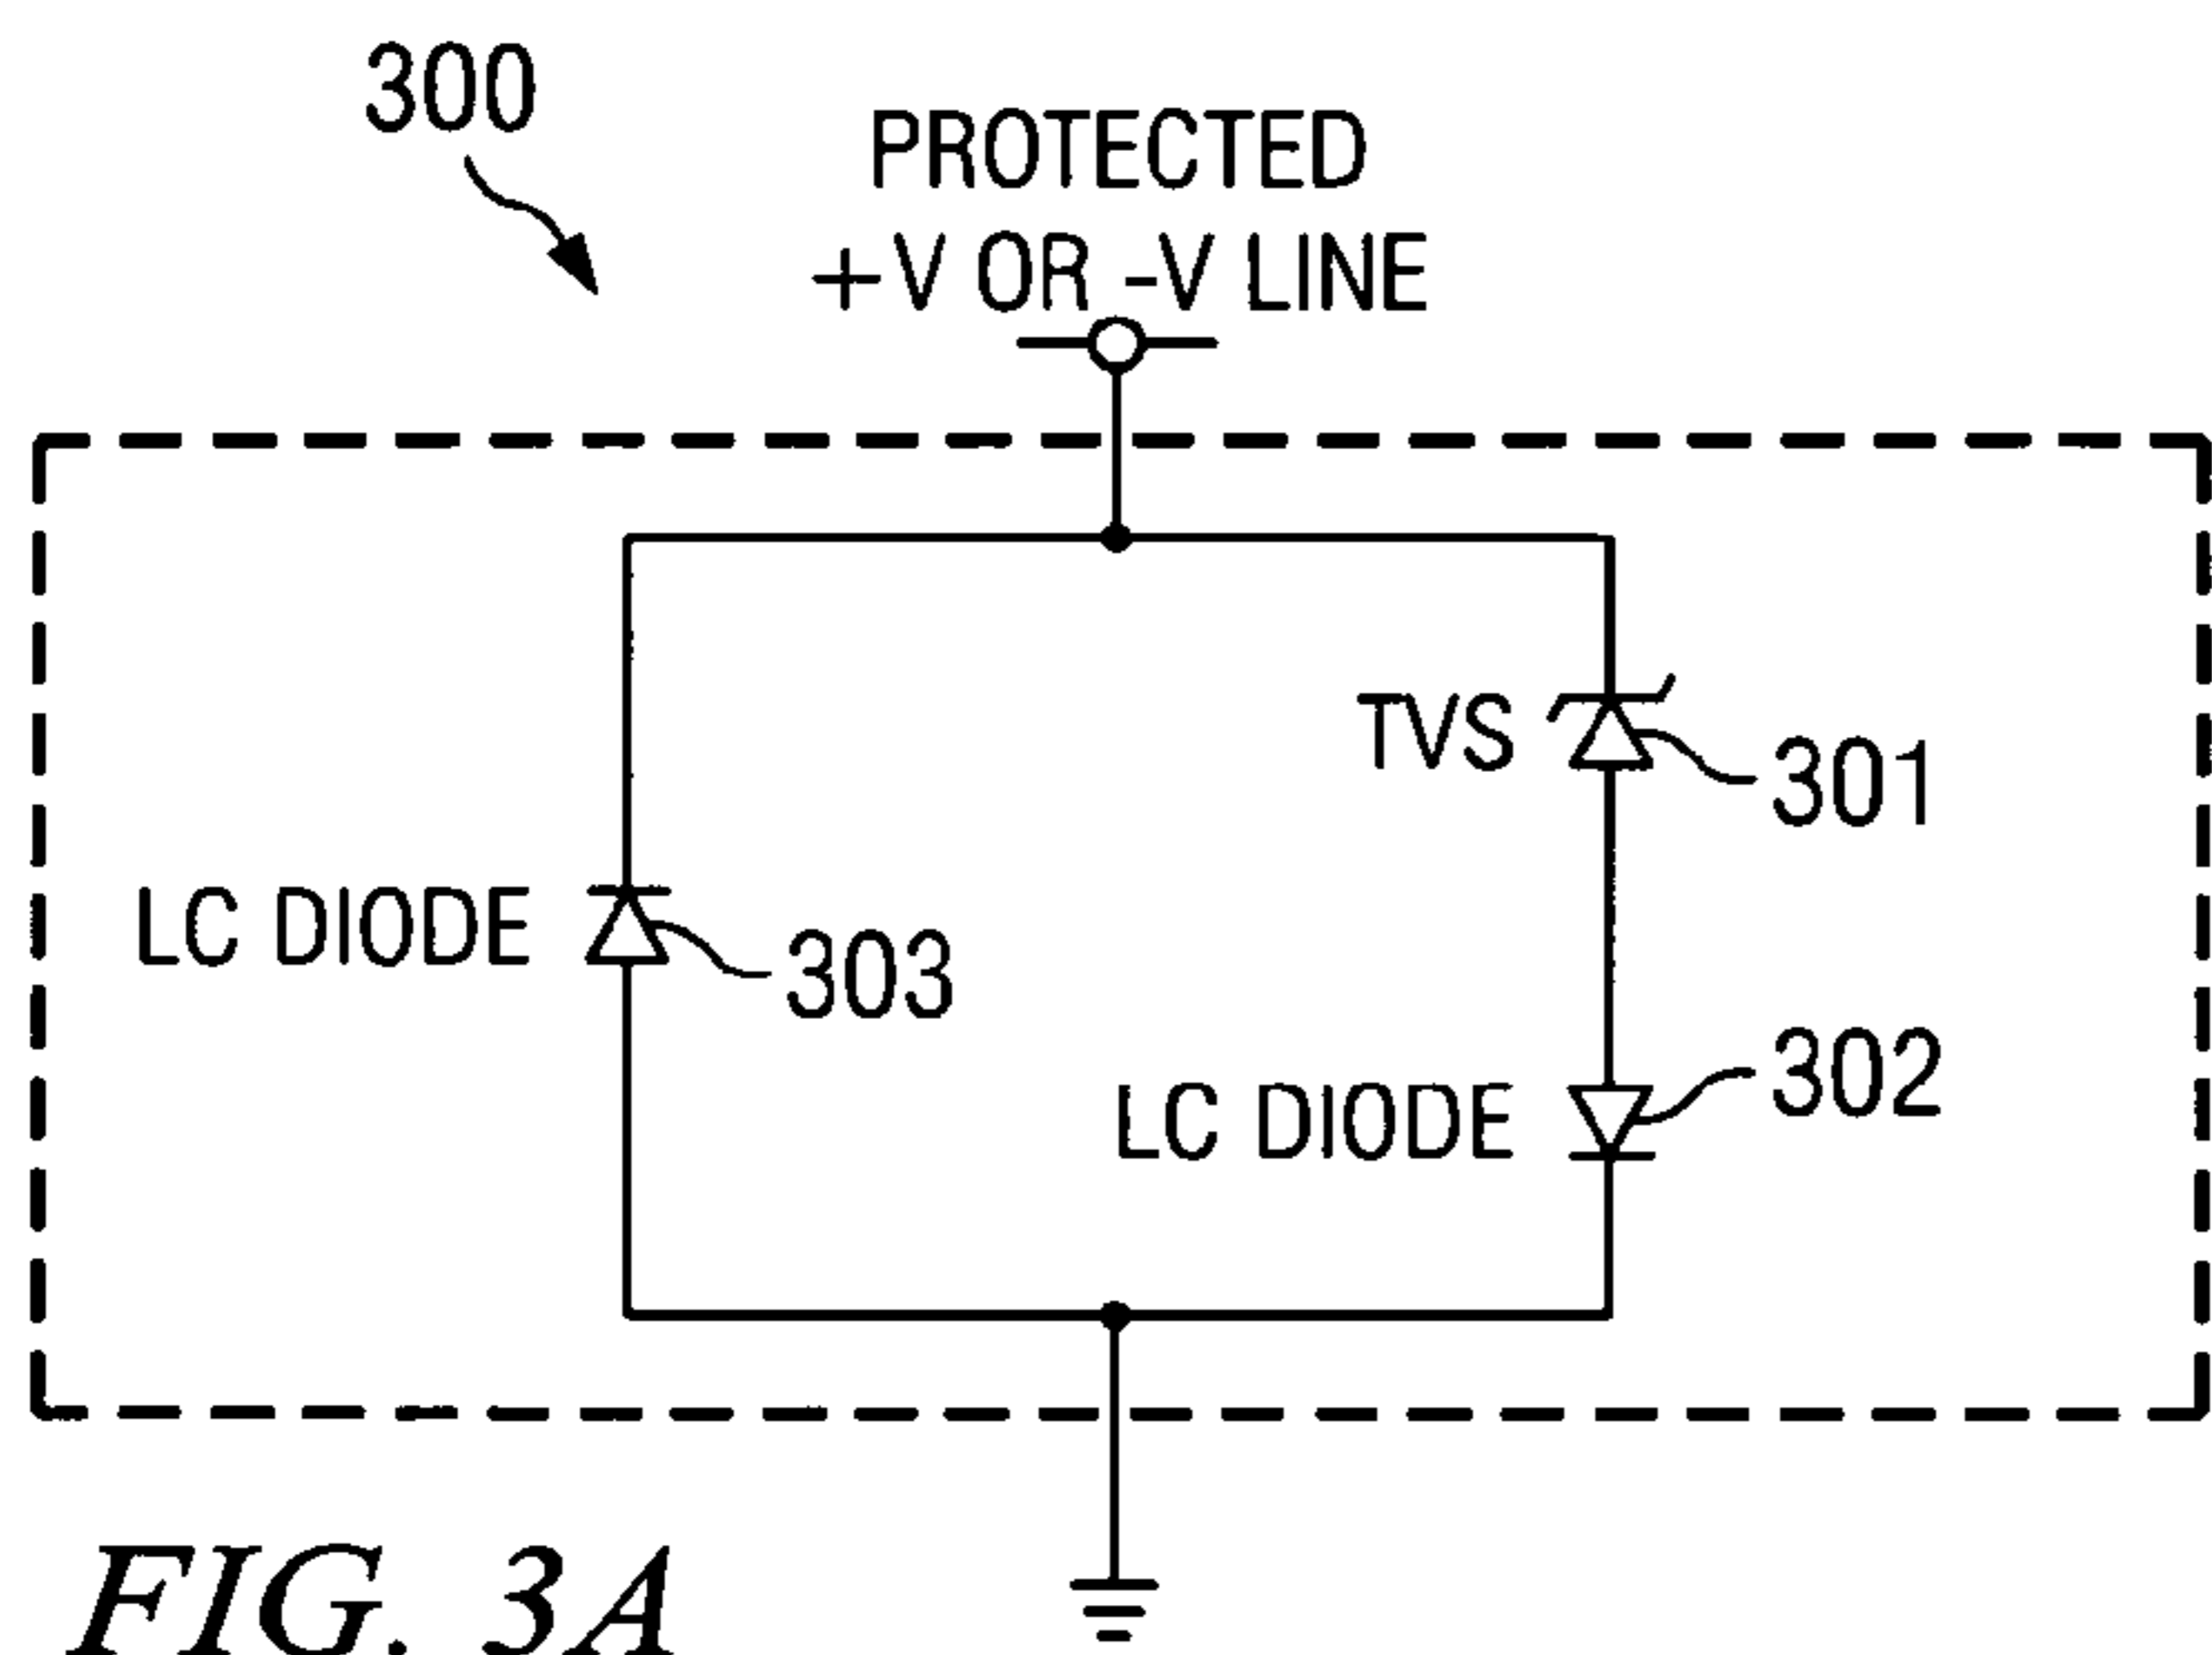 300
PROTECTED
+V OR -V LINE
TVS
301
LC DIODE
303
302
LC DIODE
FIG. 3A